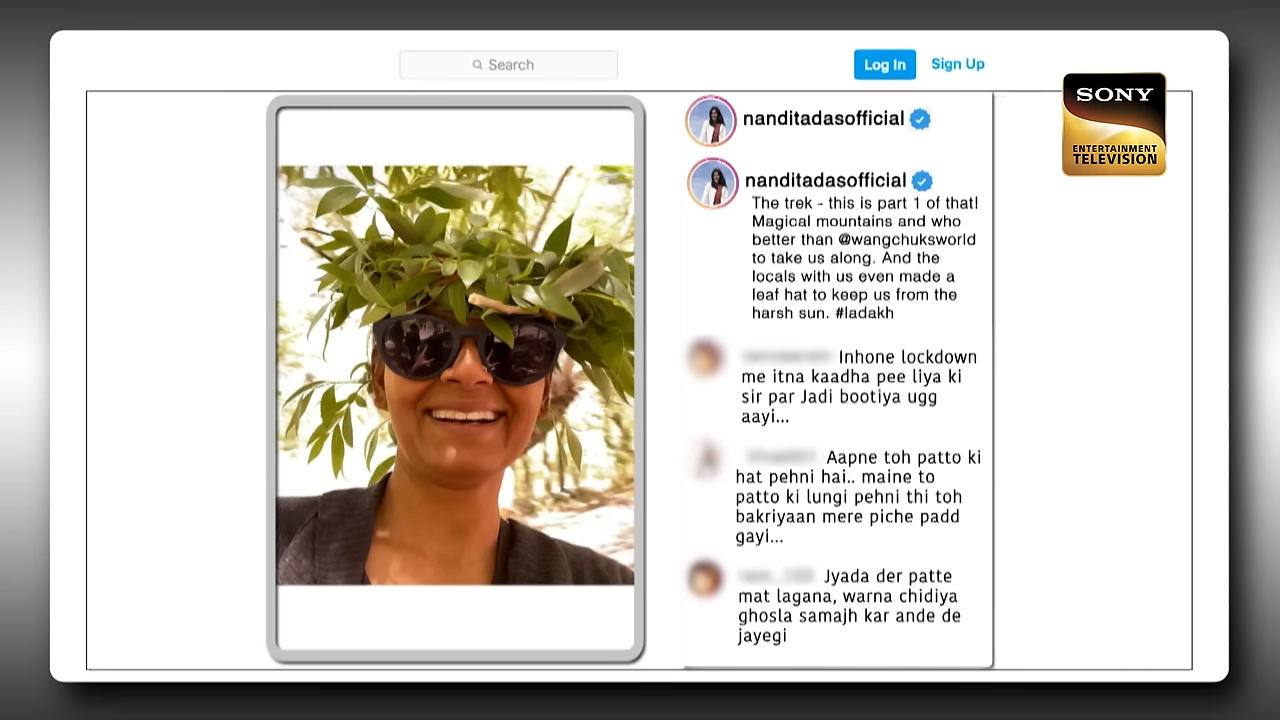 Search
Log In
Sign Up
SONY
ENTERTAINMENT
TELEVISION
nanditadasofficial
nanditadasofficial
The trek - this is part 1 of that!
Magical mountains and who
better than @wangchuksworld
to take us along. And the
locals with us even made a
leaf hat to keep us from the
harsh sun. #ladakh
Inhone lockdown
me itna kaadha pee liya ki
sir par Jadi bootiya ugg
aayi...
Aapne toh patto ki
hat pehni hai.. maine to
patto ki lungi pehni thi toh
bakriyaan mere piche padd
gayi...
Jyada der patte
mat lagana, warna chidiya
ghosla samajh kar ande de
jayegi